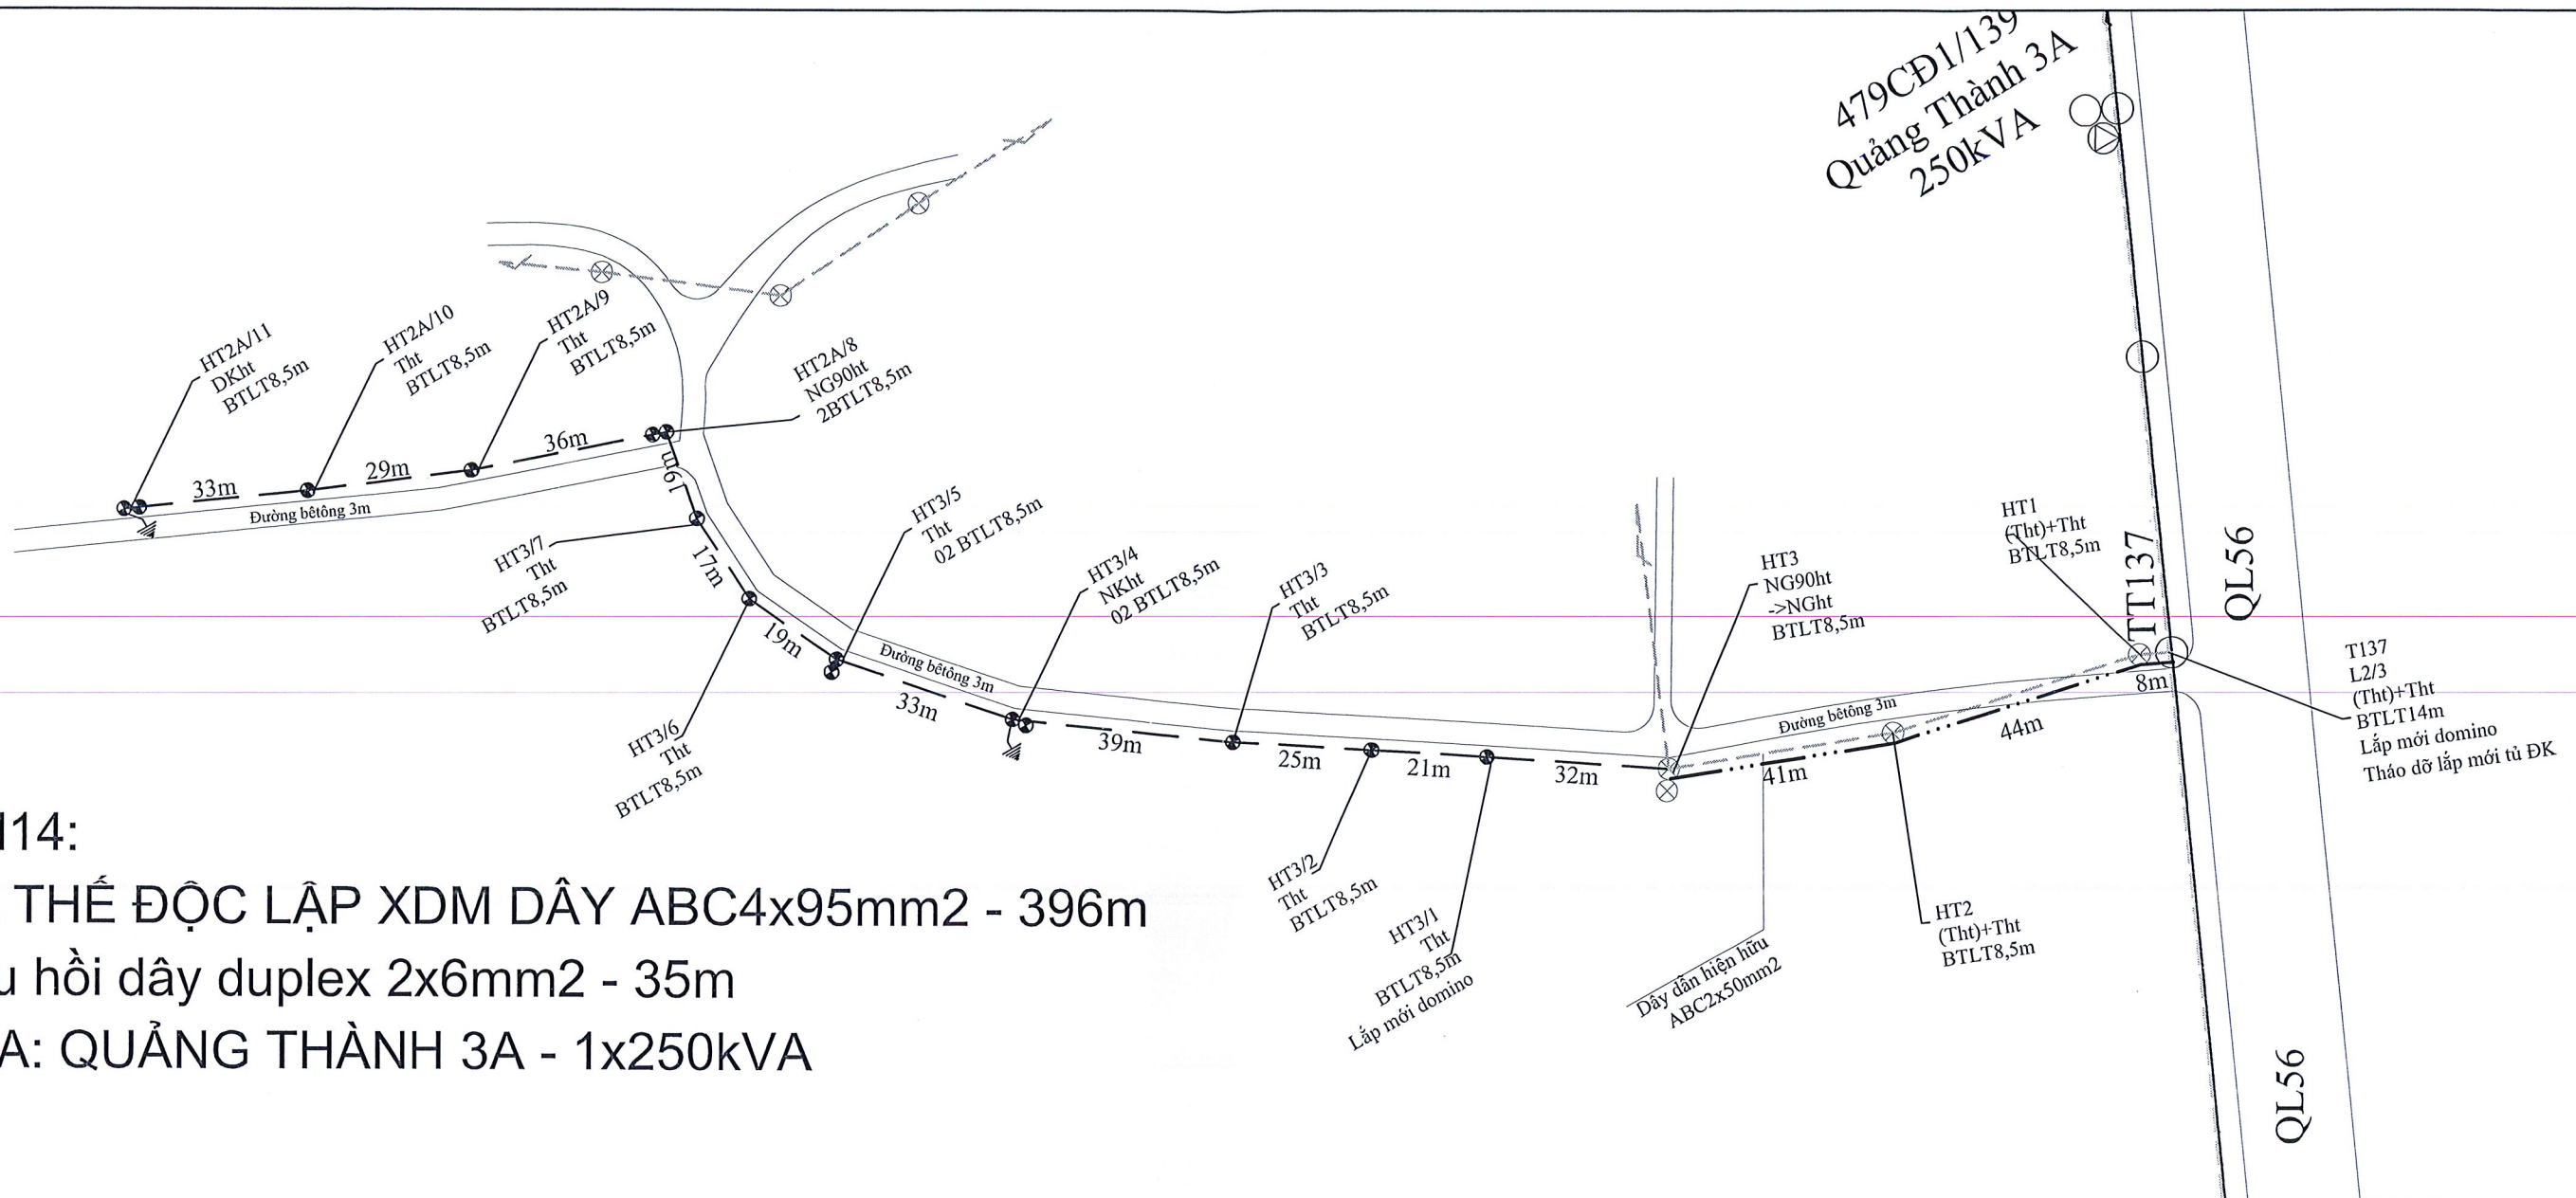 479CĐ1/139
Quảng Thành 3A
250kVA
HT2A/11
DKht
BTLT8,5m
HT2A/10
Tht
BTLT8,5m
HT2A/9
Tht
BTLT8,5m
HT2A/8
NG90ht
2BTLT8,5m
33m
29m
36m
19m
Đường bêtông 3m
HT3/7
Tht
BTLT8,5m
17m
HT3/5
Tht
02 BTLT8,5m
HT3/4
NKht
02 BTLT8,5m
HT3/3
Tht
BTLT8,5m
HT3
NG90ht
->NGht
BTLT8,5m
HT1
(Tht)+Tht
BTLT8,5m
TT137
QL56
19m
Đường bêtông 3m
33m
39m
25m
21m
32m
Đường bêtông 3m
41m
44m
8m
T137
L2/3
(Tht)+Tht
BTLT14m
Lắp mới domino
Tháo dỡ lắp mới tủ ĐK
HT3/6
Tht
BTLT8,5m
HT3/2
Tht
BTLT8,5m
HT3/1
Tht
BTLT8,5m
Lắp mới domino
Dây dẫn hiện hữu
ABC2x50mm2
HT2
(Tht)+Tht
BTLT8,5m
14:
THẾ ĐỘC LẬP XDM DÂY ABC4x95mm2 - 396m
hồi dây duplex 2x6mm2 - 35m
A: QUẢNG THÀNH 3A - 1x250kVA
QL56